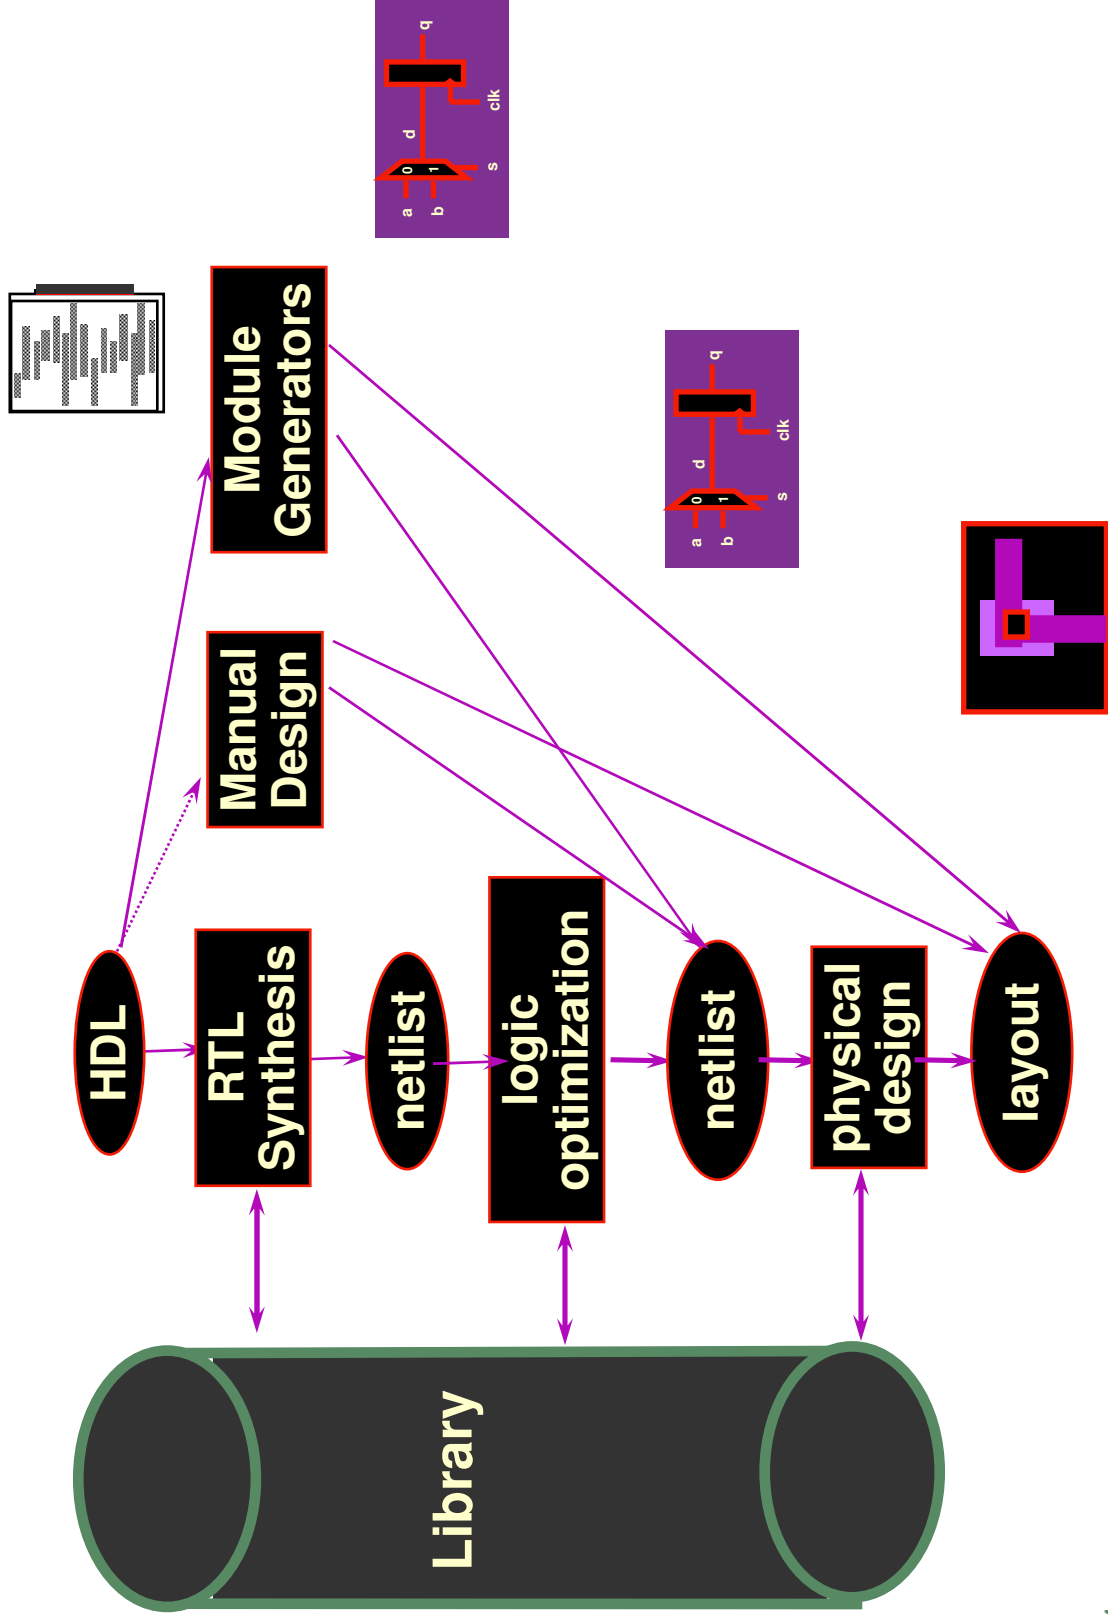 HDL
RTL
Synthesis
netlist
logic
optimization
netlist
physical
design
layout
Library
Manual
Design
Module
Generators
a
b
0
1
s
d
clk
q
a
b
0
1
s
d
clk
q